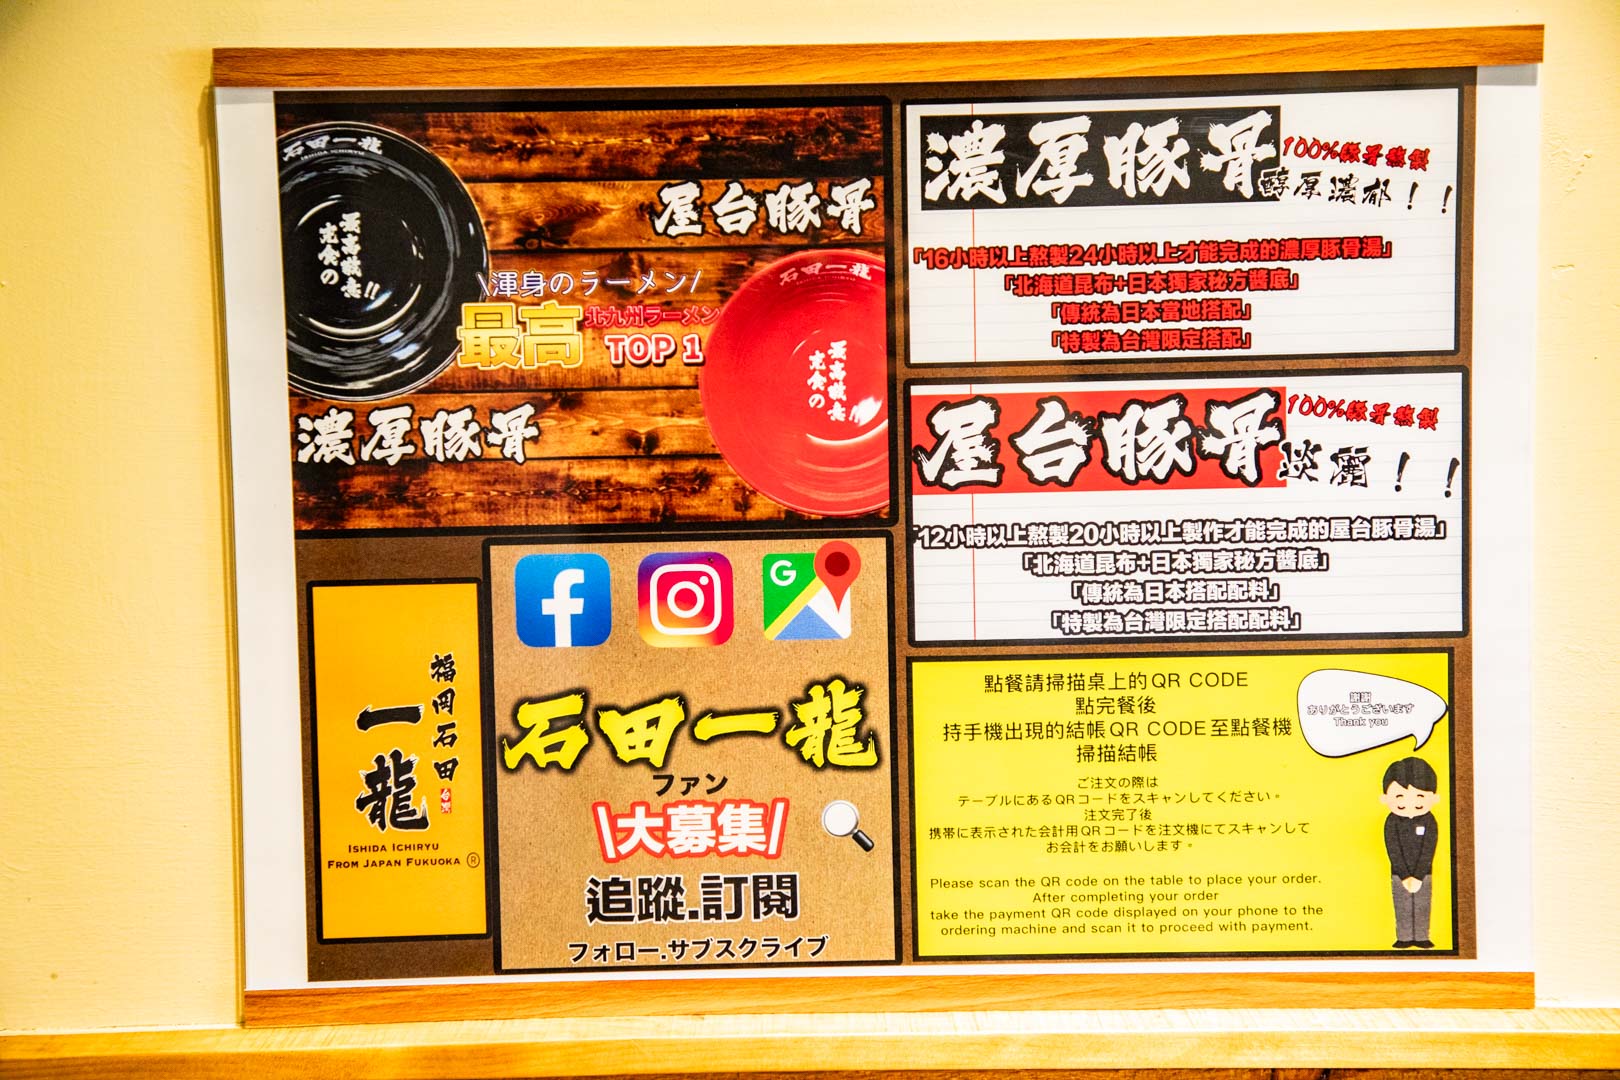 石田一龍
ISHIDA ICHIRYU
屋台豚骨
\渾身のラーメン/
最高
北九州ラーメン
TOP 1
石田一龍
濃厚豚骨
福岡石田
一龍
台灣
ISHIDA ICHIRYU
FROM JAPAN FUKUOKA ®
G
石田一龍
ファン
\大募集/
追蹤.訂閱
フォロー.サブスクライブ
濃厚豚骨
100%豚骨熬製
醇厚濃郁！！
「16小時以上熬製24小時以上才能完成的濃厚豚骨湯」
「北海道昆布+日本獨家秘方醬底」
「傳統為日本當地搭配」
「特製為台灣限定搭配」
屋台豚骨
100%豚骨熬製
淡麗！！
「12小時以上熬製20小時以上製作才能完成的屋台豚骨湯」
「北海道昆布+日本獨家秘方醬底」
「傳統為日本搭配配料」
「特製為台灣限定搭配配料」
點餐請掃描桌上的QR CODE
點完餐後
持手機出現的結帳QR CODE至點餐機
掃描結帳
ご注文の際は
テーブルにあるQRコードをスキャンしてください。
注文完了後
携帯に表示された会計用QRコードを注文機にてスキャンして
お会計をお願いします。
Please scan the QR code on the table to place your order.
After completing your order
take the payment QR code displayed on your phone to the
ordering machine and scan it to proceed with payment.
謝謝
ありがとうございます
Thank you